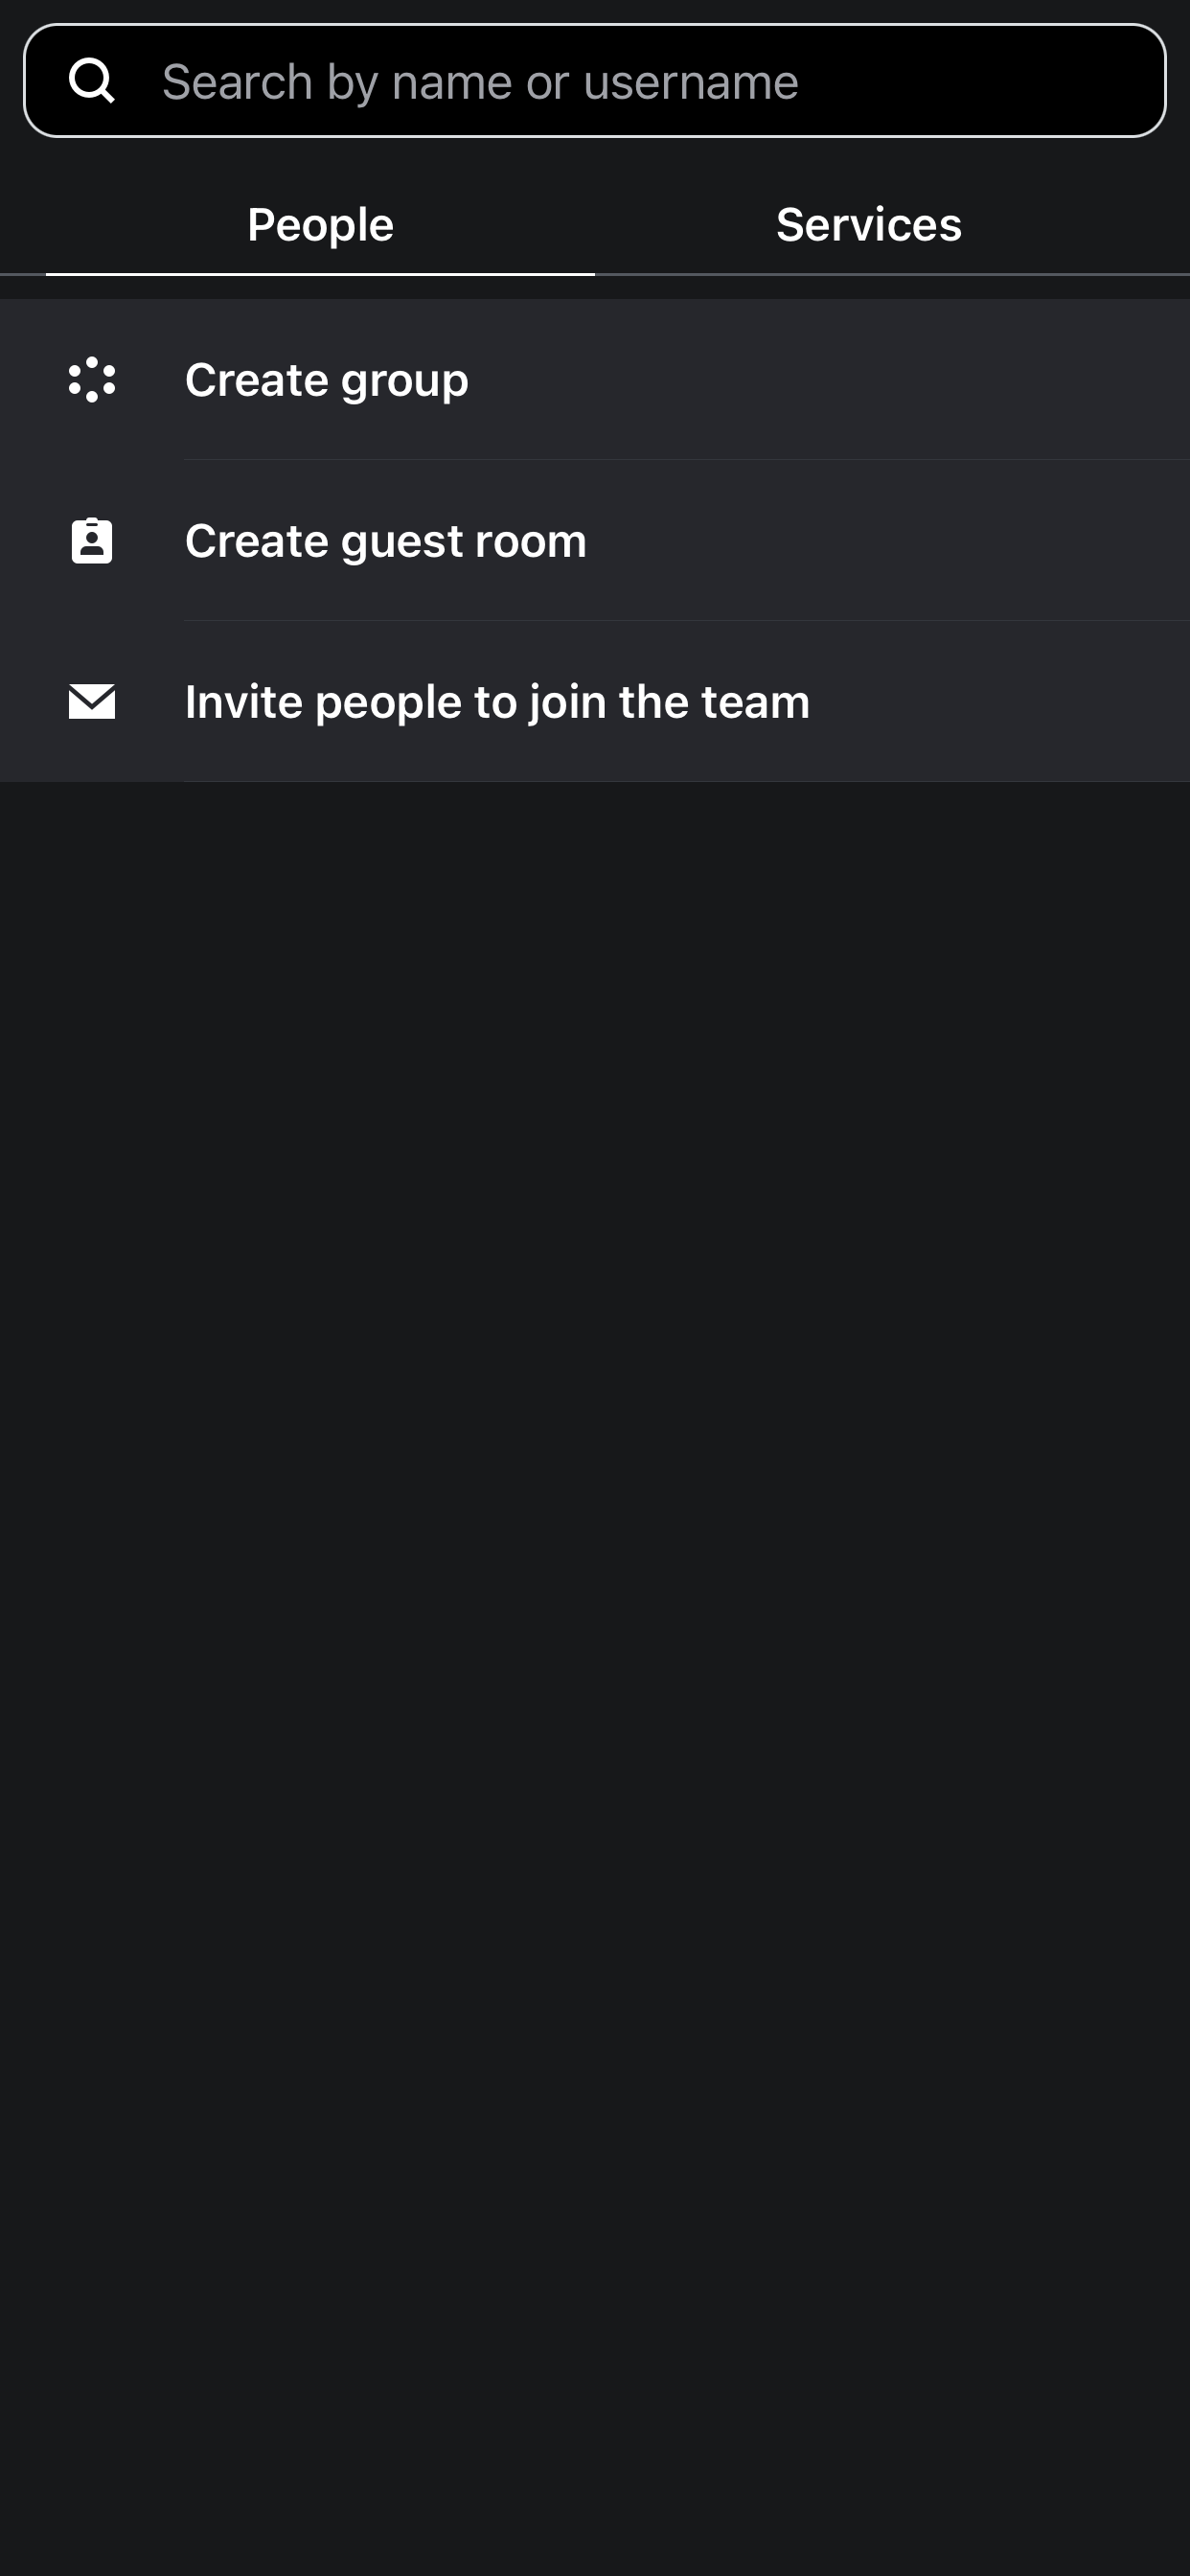 Search by name or username
People
Services
Create group
Create guest room
Invite people to join the team